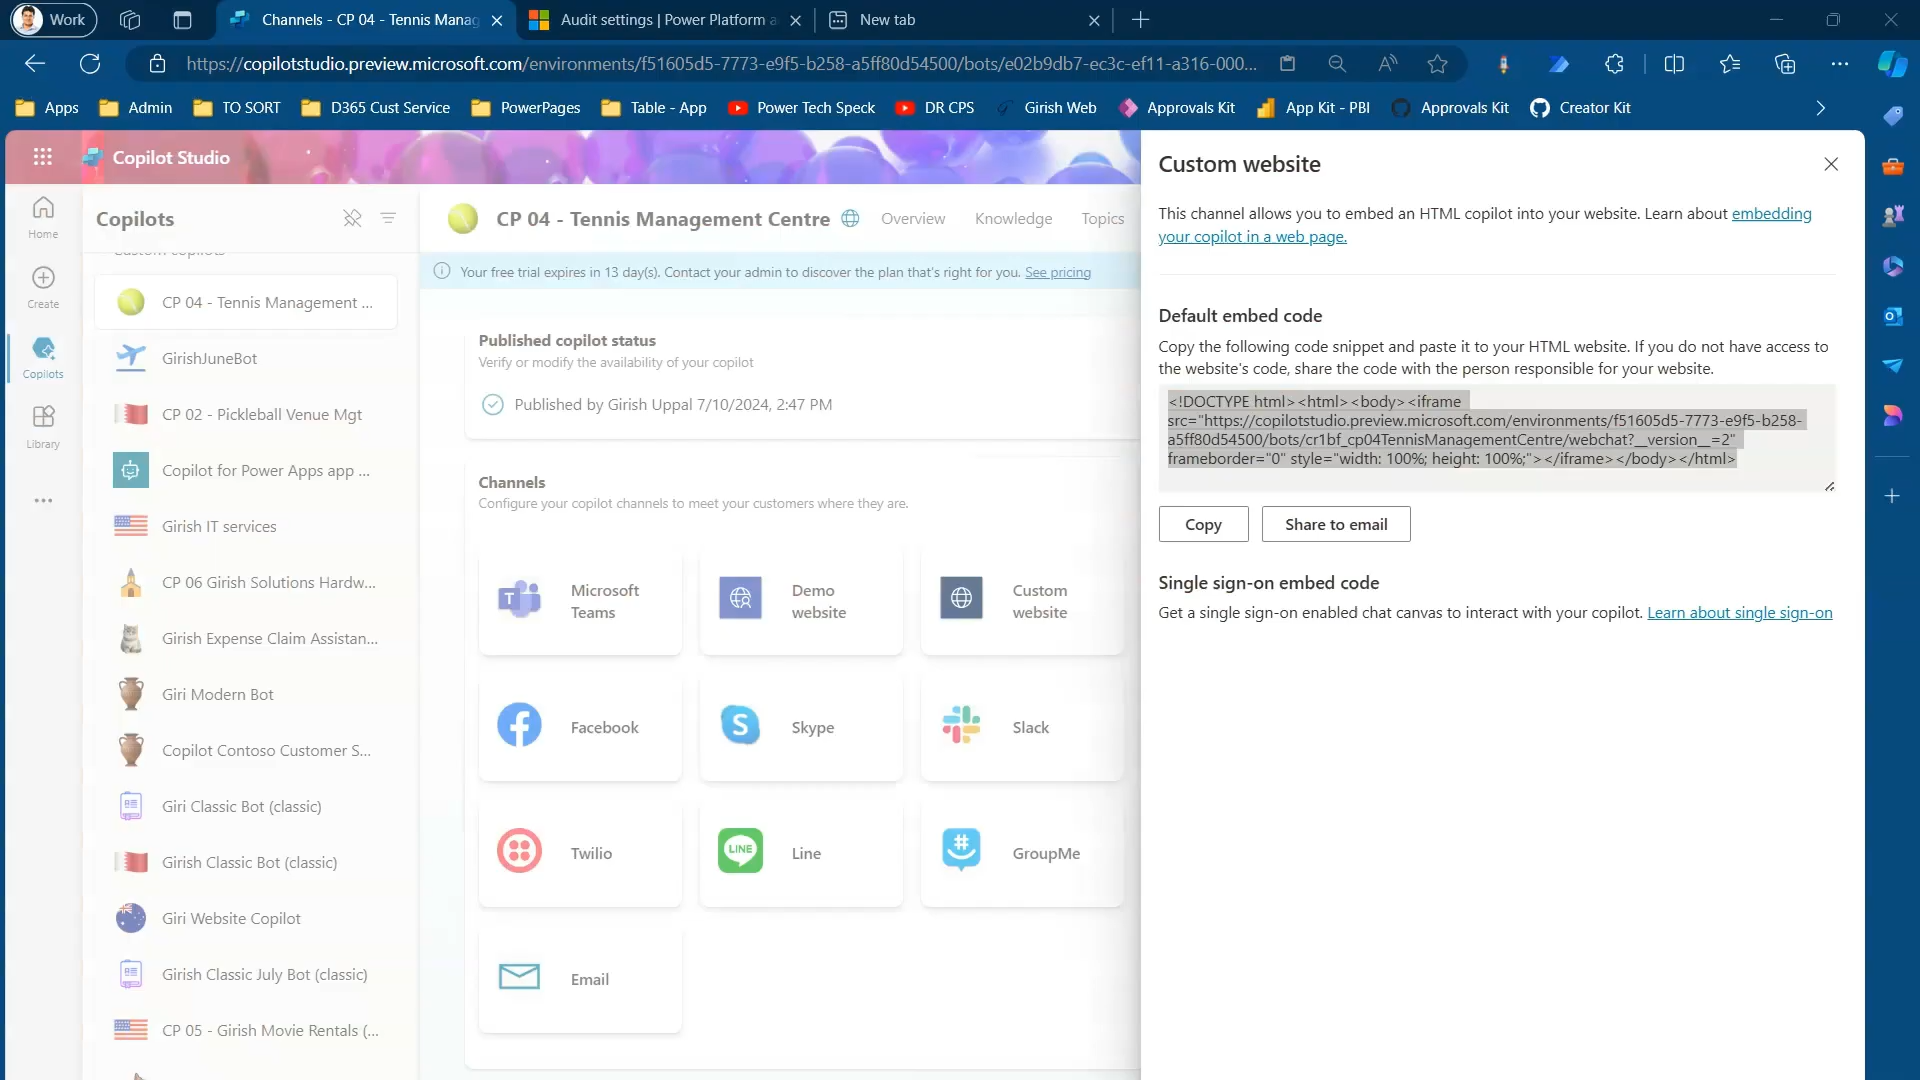 Work
Channels - CP 04 - Tennis Manag
Audit settings | Power Platform a
New tab
https://copilotstudio.preview.microsoft.com/environments/f51605d5-7773-e9f5-b258-a5ff80d54500/bots/e02b9db7-ec3c-ef11-a316-000...
Apps
Admin
TO SORT
D365 Cust Service
PowerPages
Table - App
Power Tech Speck
DR CPS
Girish Web
Approvals Kit
App Kit - PBI
Approvals Kit
Creator Kit
Copilot Studio
Home
Create
Copilots
Library
Copilots
Custom copilots
CP 04 - Tennis Management ...
GirishJuneBot
CP 02 - Pickleball Venue Mgt
Copilot for Power Apps app ...
Girish IT services
CP 06 Girish Solutions Hardw...
Girish Expense Claim Assistan...
Giri Modern Bot
Copilot Contoso Customer S...
Giri Classic Bot (classic)
Girish Classic Bot (classic)
Giri Website Copilot
Girish Classic July Bot (classic)
CP 05 - Girish Movie Rentals (...
CP 04 - Tennis Management Centre
Overview
Knowledge
Topics
Your free trial expires in 13 day(s). Contact your admin to discover the plan that's right for you. See pricing
Published copilot status
Verify or modify the availability of your copilot
Published by Girish Uppal 7/10/2024, 2:47 PM
Channels
Configure your copilot channels to meet your customers where they are.
Microsoft
Teams
Demo
website
Custom
website
Facebook
Skype
Slack
Twilio
LINE
Line
GroupMe
Email
Custom website
This channel allows you to embed an HTML copilot into your website. Learn about embedding
your copilot in a web page.
Default embed code
Copy the following code snippet and paste it to your HTML website. If you do not have access to
the website's code, share the code with the person responsible for your website.
<!DOCTYPE html><html><body><iframe
src="https://copilotstudio.preview.microsoft.com/environments/f51605d5-7773-e9f5-b258-
a5ff80d54500/bots/cr1bf_cp04TennisManagementCentre/webchat?__version__=2"
frameborder="0" style="width: 100%; height: 100%;"></iframe></body></html>
Copy
Share to email
Single sign-on embed code
Get a single sign-on enabled chat canvas to interact with your copilot. Learn about single sign-on